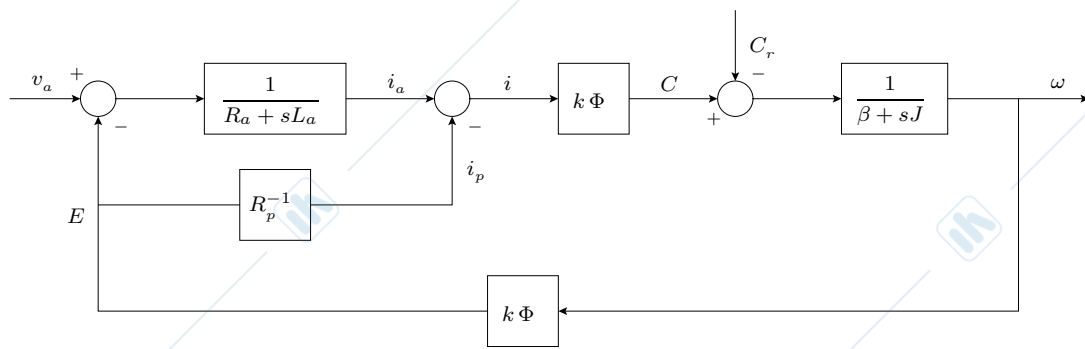 C_r
v_a + − 1 / (R_a + sL_a) i_a − i k Φ C + − 1 / (β + sJ) ω
i_p
E R_p^{-1}
k Φ